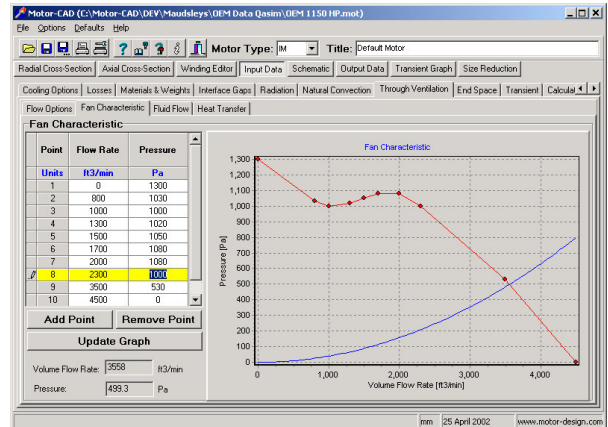 Motor-CAD (C:\Motor-CAD\DEV\Maudsleys\OEM Data Qasim\OEM 1150 HP.mot)
File Options Defaults Help
Motor Type: IM Title: Default Motor
Radial Cross-Section Axial Cross-Section Winding Editor Input Data Schematic Output Data Transient Graph Size Reduction
Cooling Options Losses Materials & Weights Interface Gaps Radiation Natural Convection Through Ventilation End Space Transient Calcula
Flow Options Fan Characteristic Fluid Flow Heat Transfer
Fan Characteristic
Point Flow Rate Pressure
Units ft3/min Pa
1 0 1300
2 800 1030
3 1000 1000
4 1300 1020
5 1500 1050
6 1700 1080
7 2000 1080
8 2300 1000
9 3500 530
10 4500 0
Add Point Remove Point
Update Graph
Volume Flow Rate: 3558 ft3/min
Pressure: 499.3 Pa
Fan Characteristic
1,300
1,200
1,100
1,000
900
800
700
600
500
400
300
200
100
0
Pressure [Pa]
0 1,000 2,000 3,000 4,000
Volume Flow Rate [ft3/min]
mm 25 April 2002 www.motor-design.com